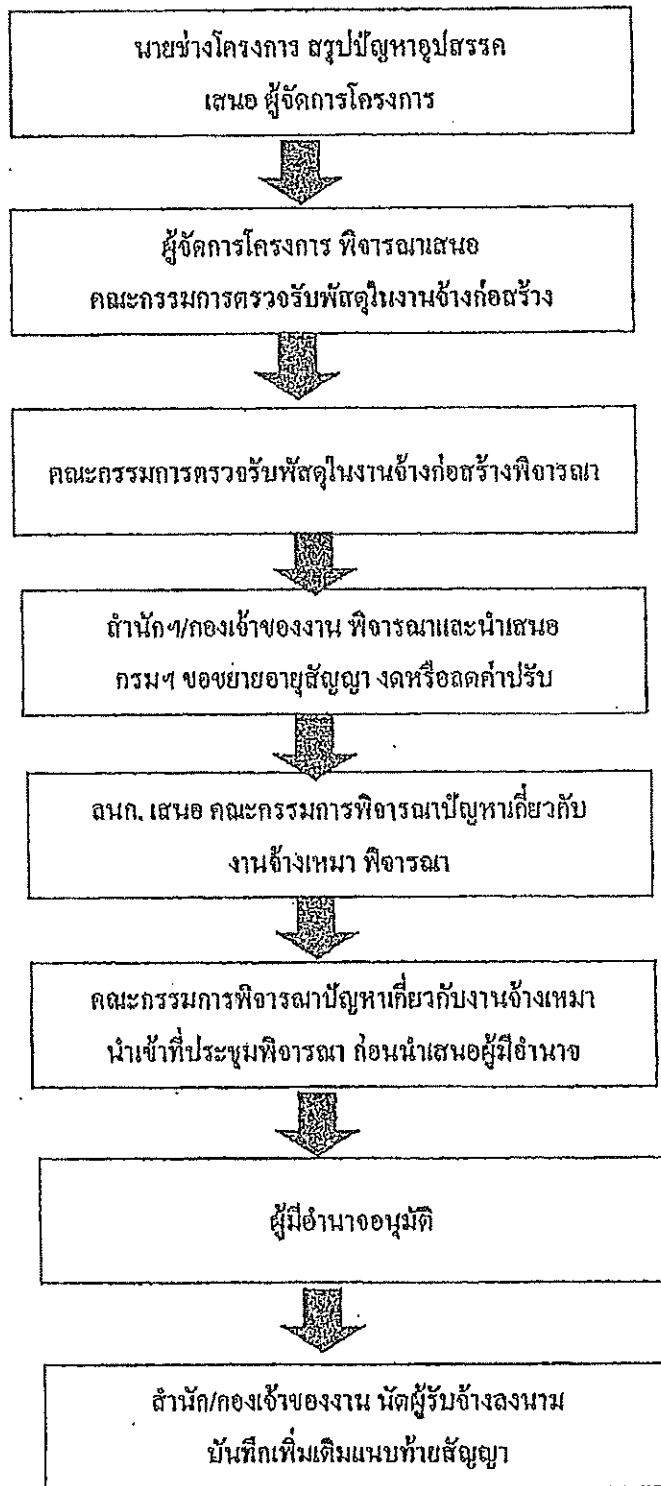 นายช่างโครงการ สรุปปัญหาอุปสรรค
เสนอ ผู้จัดการโครงการ
ผู้จัดการโครงการ พิจารณาเสนอ
คณะกรรมการตรวจรับพัสดุในงานจ้างก่อสร้าง
คณะกรรมการตรวจรับพัสดุในงานจ้างก่อสร้างพิจารณา
สำนักฯ/กองเจ้าของงาน พิจารณาและนำเสนอ
กรมฯ ขอขยายอายุสัญญา งดหรือลดค่าปรับ
ลนก. เสนอ คณะกรรมการพิจารณาปัญหาเกี่ยวกับ
งานจ้างเหมา พิจารณา
คณะกรรมการพิจารณาปัญหาเกี่ยวกับงานจ้างเหมา
นำเข้าที่ประชุมพิจารณา ก่อนนำเสนอผู้มีอำนาจ
ผู้มีอำนาจอนุมัติ
สำนัก/กองเจ้าของงาน นัดผู้รับจ้างลงนาม
บันทึกเพิ่มเติมแนบท้ายสัญญา